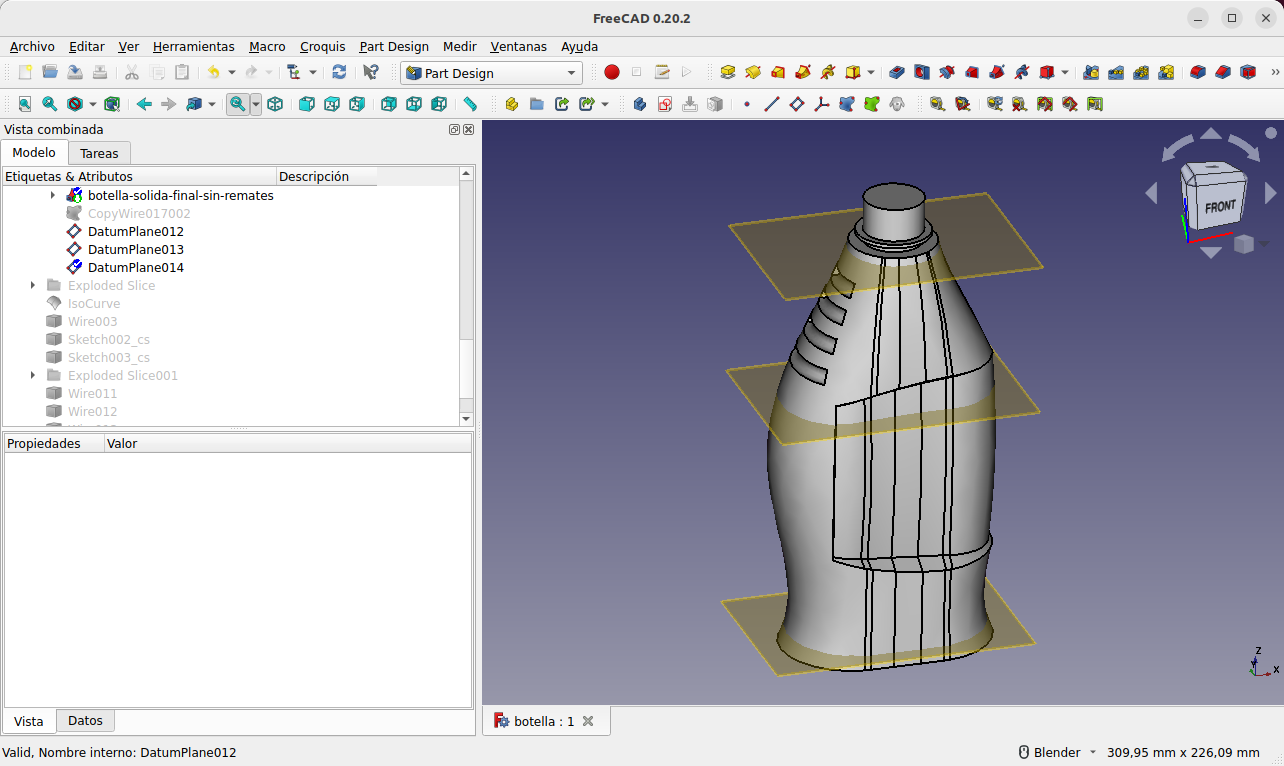 FreeCAD 0.20.2
Archivo Editar Ver Herramientas Macro Croquis Part Design Medir Ventanas Ayuda
Part Design
Vista combinada
Modelo Tareas
Etiquetas & Atributos Descripción
botella-solida-final-sin-remates
CopyWire017002
DatumPlane012
DatumPlane013
DatumPlane014
Exploded Slice
IsoCurve
Wire003
Sketch002_cs
Sketch003_cs
Exploded Slice001
Wire011
Wire012
Propiedades Valor
Vista Datos
FRONT
Z
Y
X
botella : 1
Valid, Nombre interno: DatumPlane012
Blender 309,95 mm x 226,09 mm